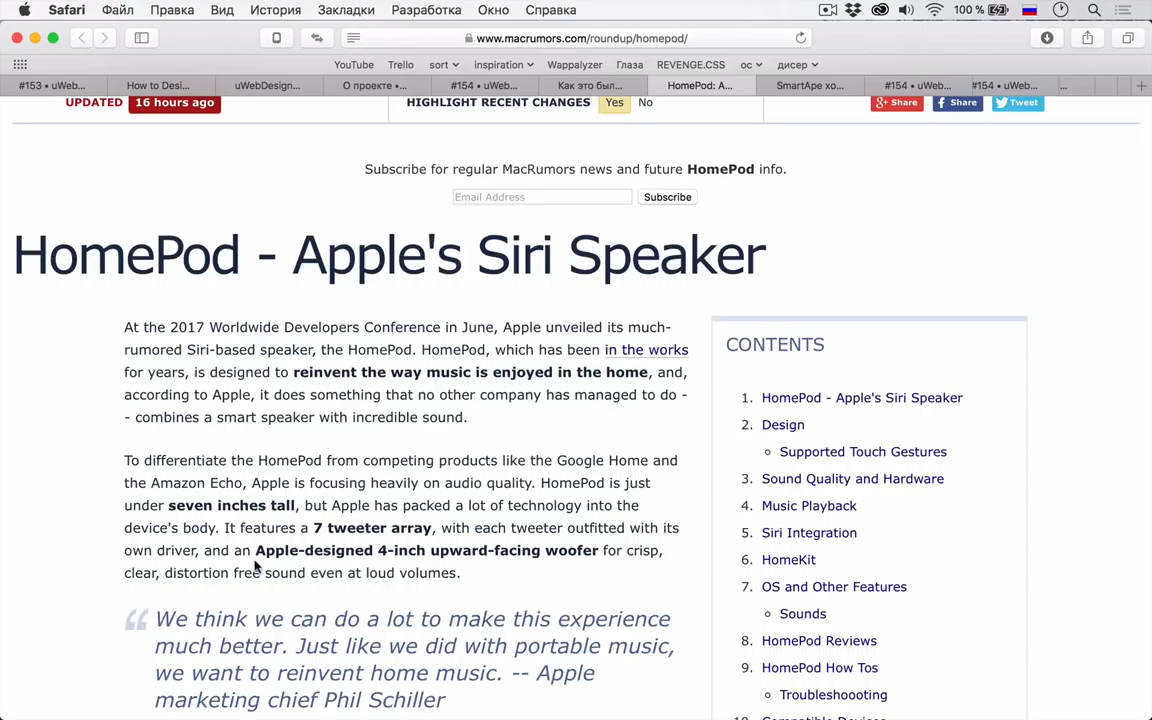 Safari Файл Правка Вид История Закладки Разработка Окно Справка 100 %
www.macrumors.com/roundup/homepod/
YouTube Trello sort inspiration Wappalyzer Глаза REVENGE.CSS ос дисер
#153 • uWeb... How to Desi... uWebDesign... О проекте •... #154 • uWeb... Как это был... HomePod: A... SmartApe хо... #154 • uWeb... #154 • uWeb... ...
UPDATED 16 hours ago HIGHLIGHT RECENT CHANGES Yes No g+ Share Share Tweet
Subscribe for regular MacRumors news and future HomePod info.
Email Address Subscribe
HomePod - Apple's Siri Speaker
At the 2017 Worldwide Developers Conference in June, Apple unveiled its much-
rumored Siri-based speaker, the HomePod. HomePod, which has been in the works
for years, is designed to reinvent the way music is enjoyed in the home, and,
according to Apple, it does something that no other company has managed to do -
- combines a smart speaker with incredible sound.
To differentiate the HomePod from competing products like the Google Home and
the Amazon Echo, Apple is focusing heavily on audio quality. HomePod is just
under seven inches tall, but Apple has packed a lot of technology into the
device's body. It features a 7 tweeter array, with each tweeter outfitted with its
own driver, and an Apple-designed 4-inch upward-facing woofer for crisp,
clear, distortion free sound even at loud volumes.
“ We think we can do a lot to make this experience
much better. Just like we did with portable music,
we want to reinvent home music. -- Apple
marketing chief Phil Schiller
CONTENTS
1. HomePod - Apple's Siri Speaker
2. Design
Supported Touch Gestures
3. Sound Quality and Hardware
4. Music Playback
5. Siri Integration
6. HomeKit
7. OS and Other Features
Sounds
8. HomePod Reviews
9. HomePod How Tos
Troubleshoooting
10. Compatible Devices